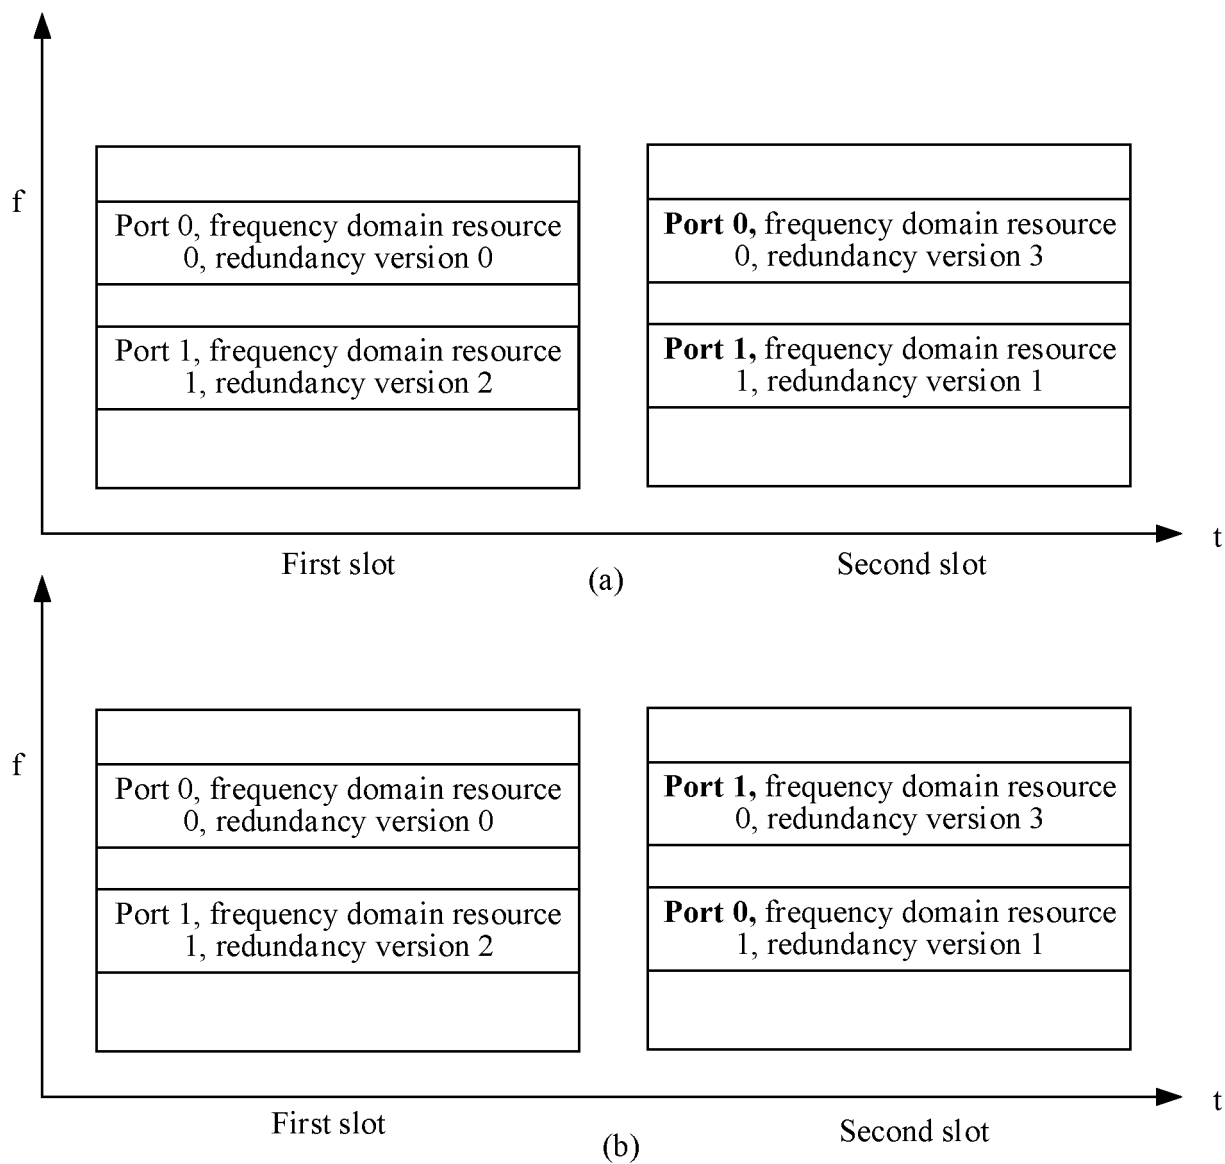 f
Port 0, frequency domain resource
0, redundancy version 0
Port 1, frequency domain resource
1, redundancy version 2
Port 0, frequency domain resource
0, redundancy version 3
Port 1, frequency domain resource
1, redundancy version 1
t
First slot
Second slot
(a)
f
Port 0, frequency domain resource
0, redundancy version 0
Port 1, frequency domain resource
1, redundancy version 2
Port 1, frequency domain resource
0, redundancy version 3
Port 0, frequency domain resource
1, redundancy version 1
t
First slot
Second slot
(b)